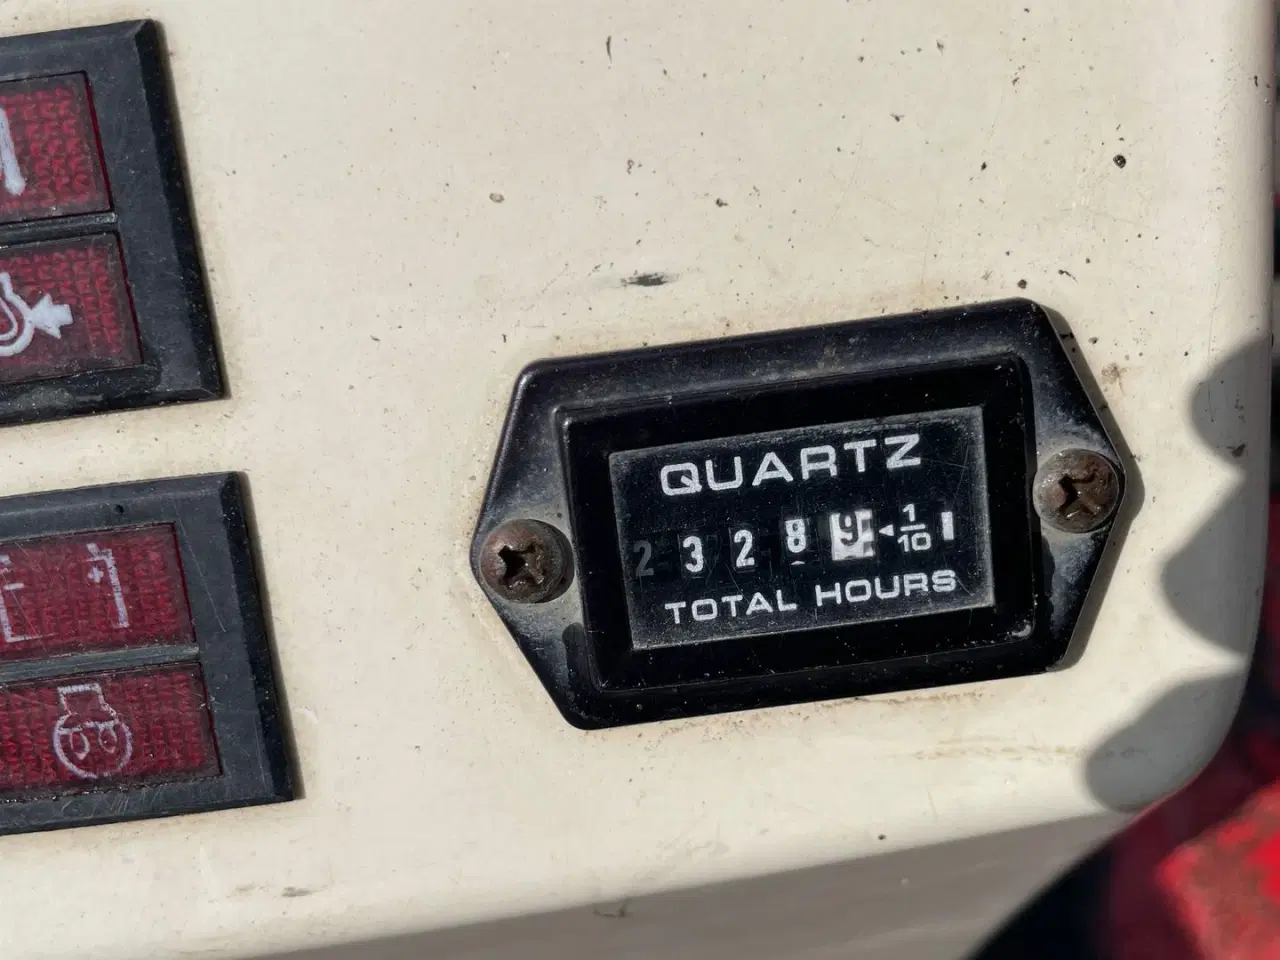 QUARTZ
2 3 2 8 9 ◄ 1/10
TOTAL HOURS